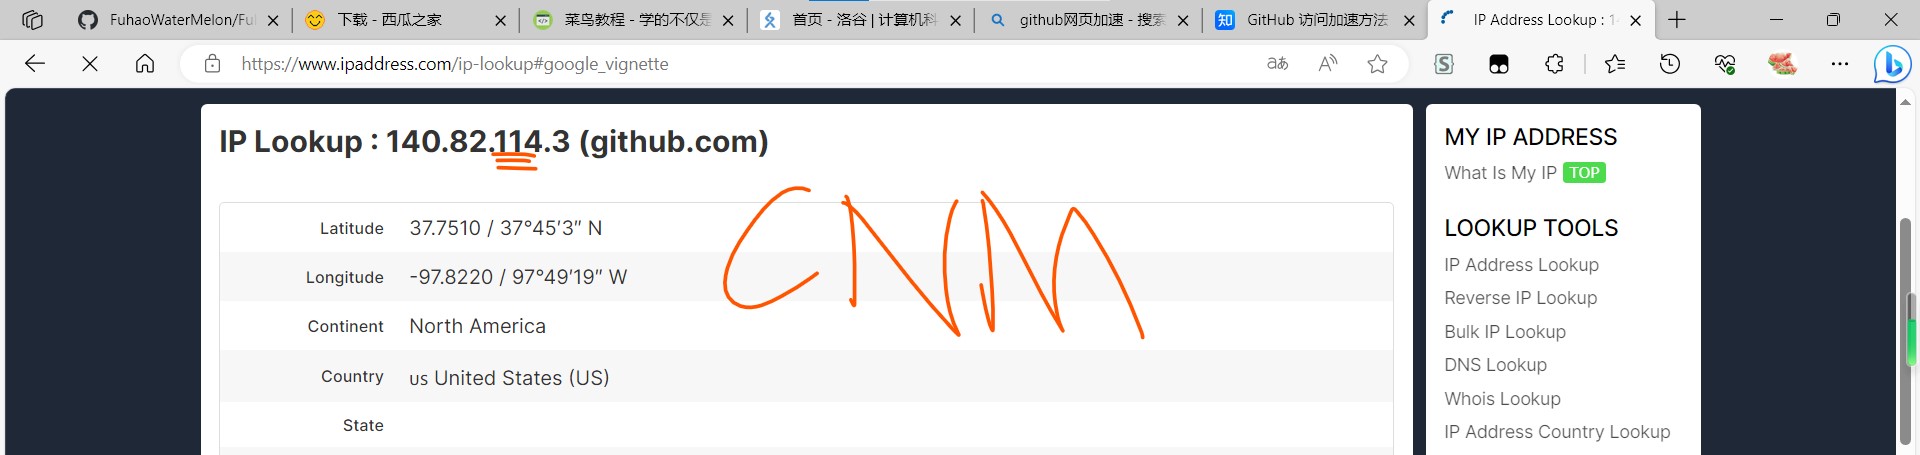 FuhaoWaterMelon/Ful
下载 - 西瓜之家
菜鸟教程 - 学的不仅是
首页 - 洛谷 | 计算机科
github网页加速 - 搜索
知 GitHub 访问加速方法
IP Address Lookup : 1
https://www.ipaddress.com/ip-lookup#google_vignette
IP Lookup : 140.82.114.3 (github.com)
CNM
Latitude 37.7510 / 37°45′3″ N
Longitude -97.8220 / 97°49′19″ W
Continent North America
Country us United States (US)
State
MY IP ADDRESS
What Is My IP TOP
LOOKUP TOOLS
IP Address Lookup
Reverse IP Lookup
Bulk IP Lookup
DNS Lookup
Whois Lookup
IP Address Country Lookup